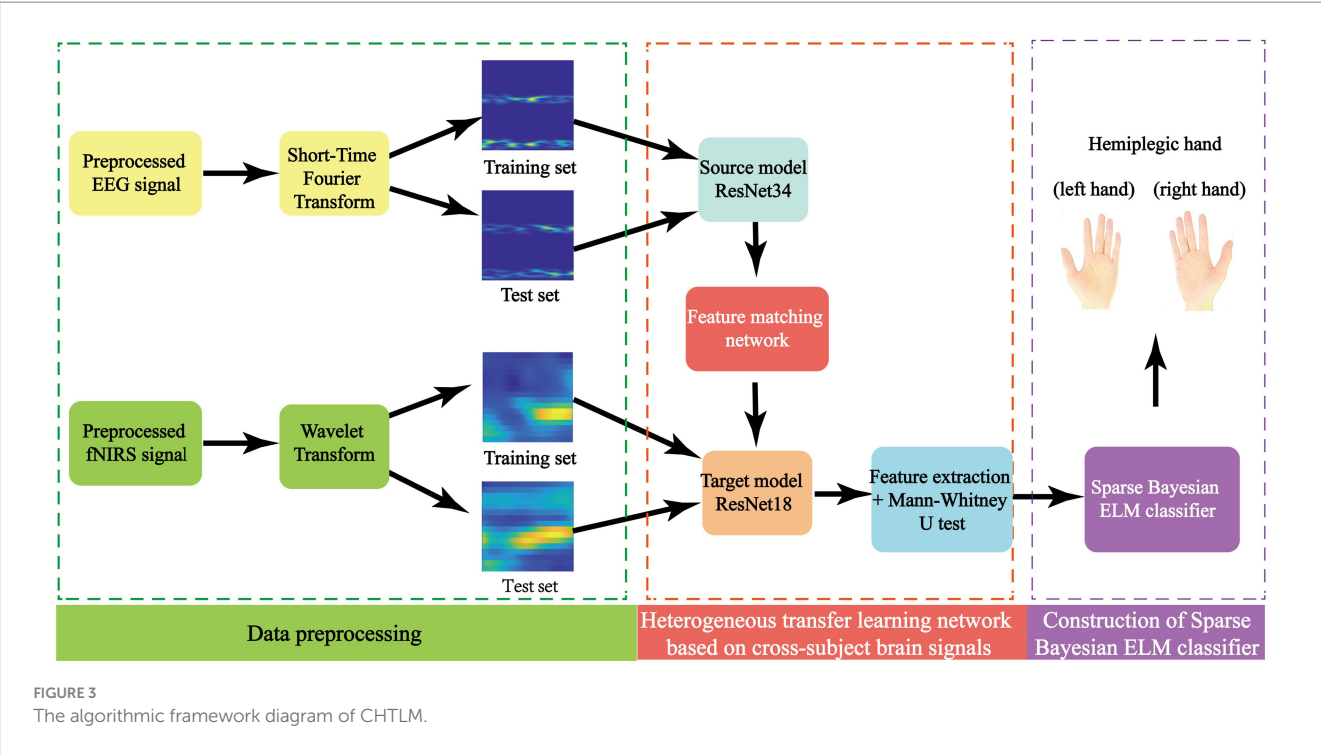 Preprocessed
EEG signal
Short-Time
Fourier
Transform
Training set
Test set
Source model
ResNet34
Feature matching
network
Hemiplegic hand
(left hand) (right hand)
Preprocessed
fNIRS signal
Wavelet
Transform
Training set
Test set
Target model
ResNet18
Feature extraction
+ Mann-Whitney
U test
Sparse Bayesian
ELM classifier
Data preprocessing
Heterogeneous transfer learning network
based on cross-subject brain signals
Construction of Sparse
Bayesian ELM classifier
FIGURE 3
The algorithmic framework diagram of CHTLM.